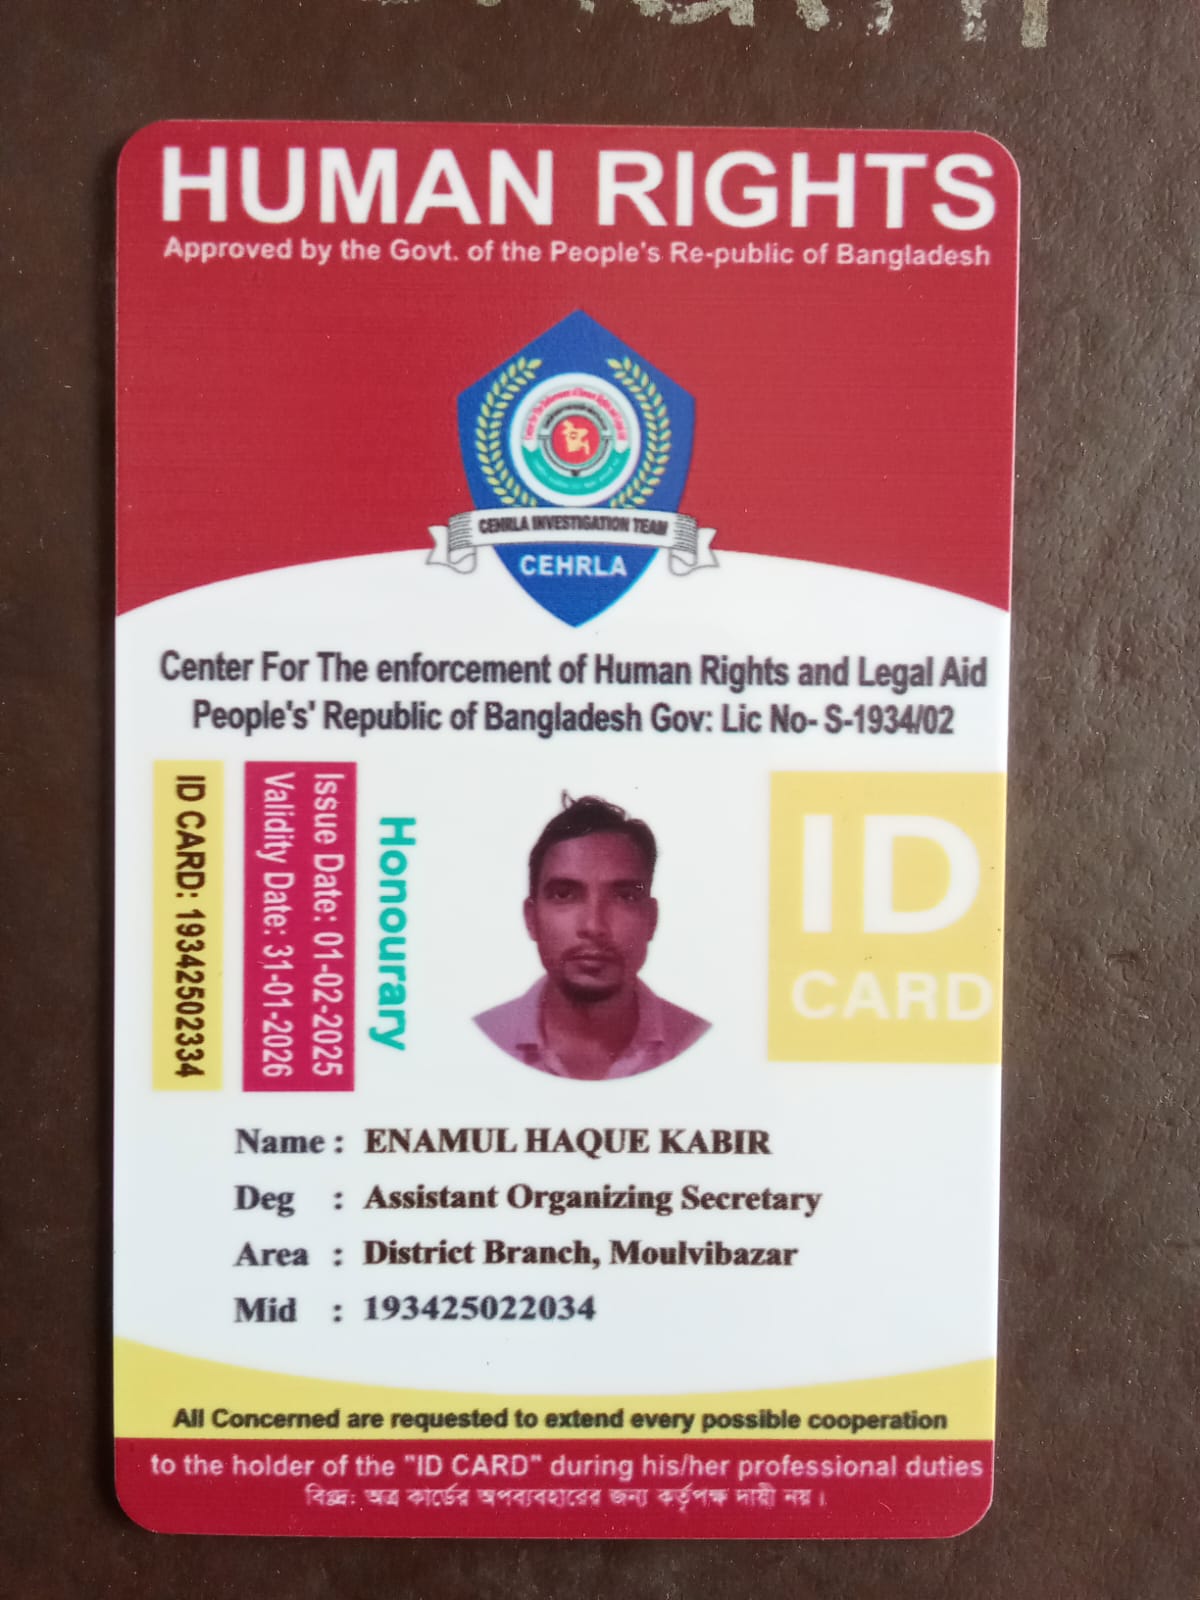 HUMAN RIGHTS
Approved by the Govt. of the People's Re-public of Bangladesh
CEHRLA INVESTIGATION TEAM
CEHRLA
Center For The enforcement of Human Rights and Legal Aid
People's' Republic of Bangladesh Gov: Lic No- S-1934/02
ID CARD: 19342502334
Issue Date: 01-02-2025
Validity Date: 31-01-2026
Honourary
ID
CARD
Name : ENAMUL HAQUE KABIR
Deg : Assistant Organizing Secretary
Area : District Branch, Moulvibazar
Mid : 193425022034
All Concerned are requested to extend every possible cooperation
to the holder of the "ID CARD" during his/her professional duties
বিঃদ্রঃ অত্র কার্ডের অপব্যবহারের জন্য কর্তৃপক্ষ দায়ী নয়।